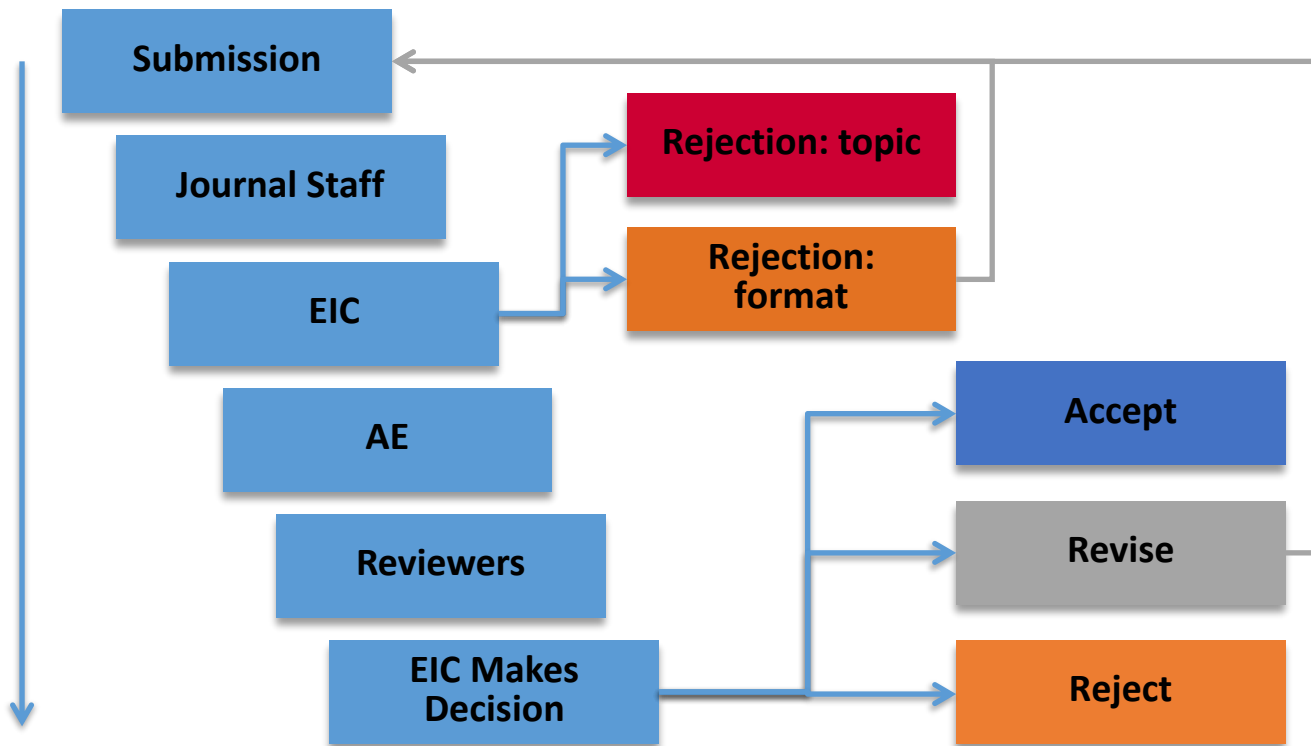 Submission
Journal Staff
Rejection: topic
EIC
Rejection:
format
AE
Accept
Reviewers
Revise
EIC Makes
Decision
Reject